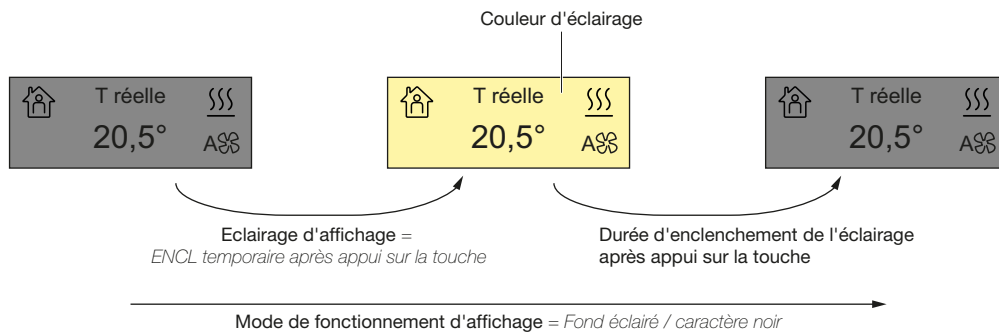 Couleur d'éclairage
T réelle
20,5°
A
T réelle
20,5°
A
T réelle
20,5°
A
Eclairage d'affichage =
ENCL temporaire après appui sur la touche
Durée d'enclenchement de l'éclairage
après appui sur la touche
Mode de fonctionnement d'affichage = Fond éclairé / caractère noir